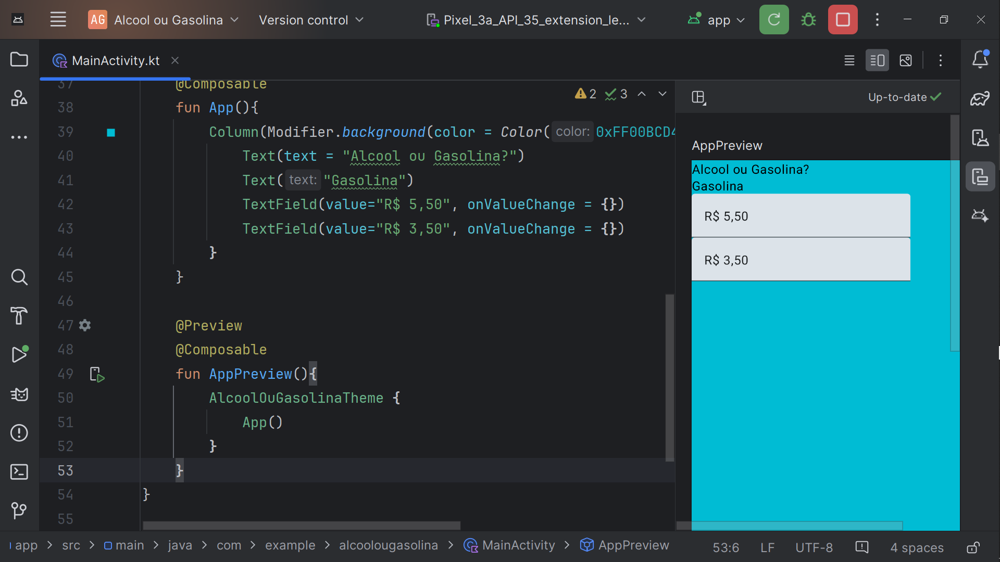 AG Alcool ou Gasolina Version control Pixel_3a_API_35_extension_le... app
MainActivity.kt
37 @Composable
2 3
38 fun App(){
39 Column(Modifier.background(color = Color( color: 0xFF00BCD4
40 Text(text = "Alcool ou Gasolina?")
41 Text( text: "Gasolina")
42 TextField(value="R$ 5,50", onValueChange = {})
43 TextField(value="R$ 3,50", onValueChange = {})
44 }
45 }
46
47 @Preview
48 @Composable
49 fun AppPreview(){
50 AlcoolOuGasolinaTheme {
51 App()
52 }
53 }
54 }
55
Up-to-date
AppPreview
Alcool ou Gasolina?
Gasolina
R$ 5,50
R$ 3,50
app > src > main > java > com > example > alcoolougasolina > MainActivity > AppPreview 53:6 LF UTF-8 4 spaces